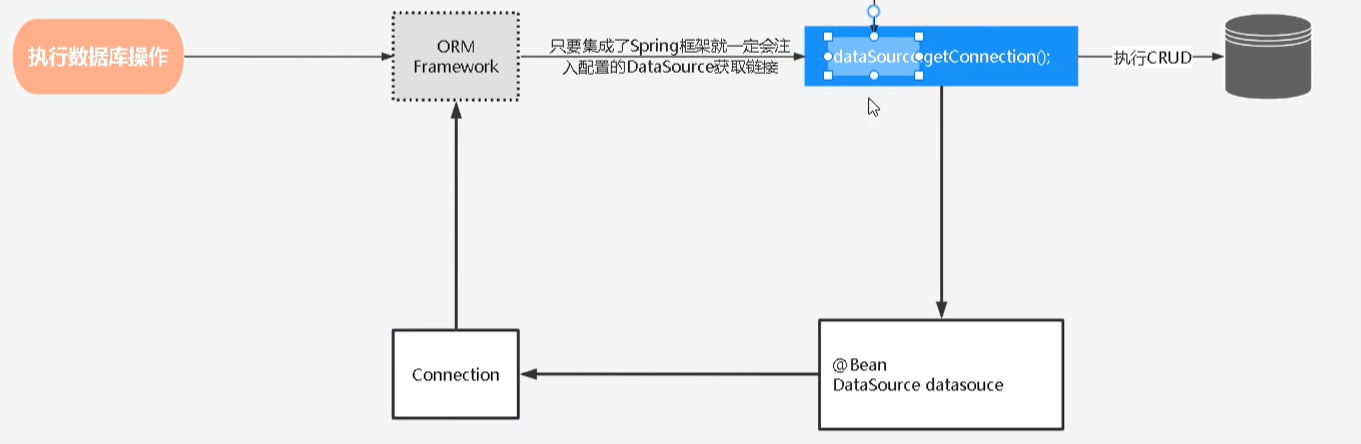 执行数据库操作
ORM
Framework
只要集成了Spring框架就一定会注
入配置的DataSource获取链接
dataSource.getConnection();
执行CRUD
Connection
@Bean
DataSource datasouce